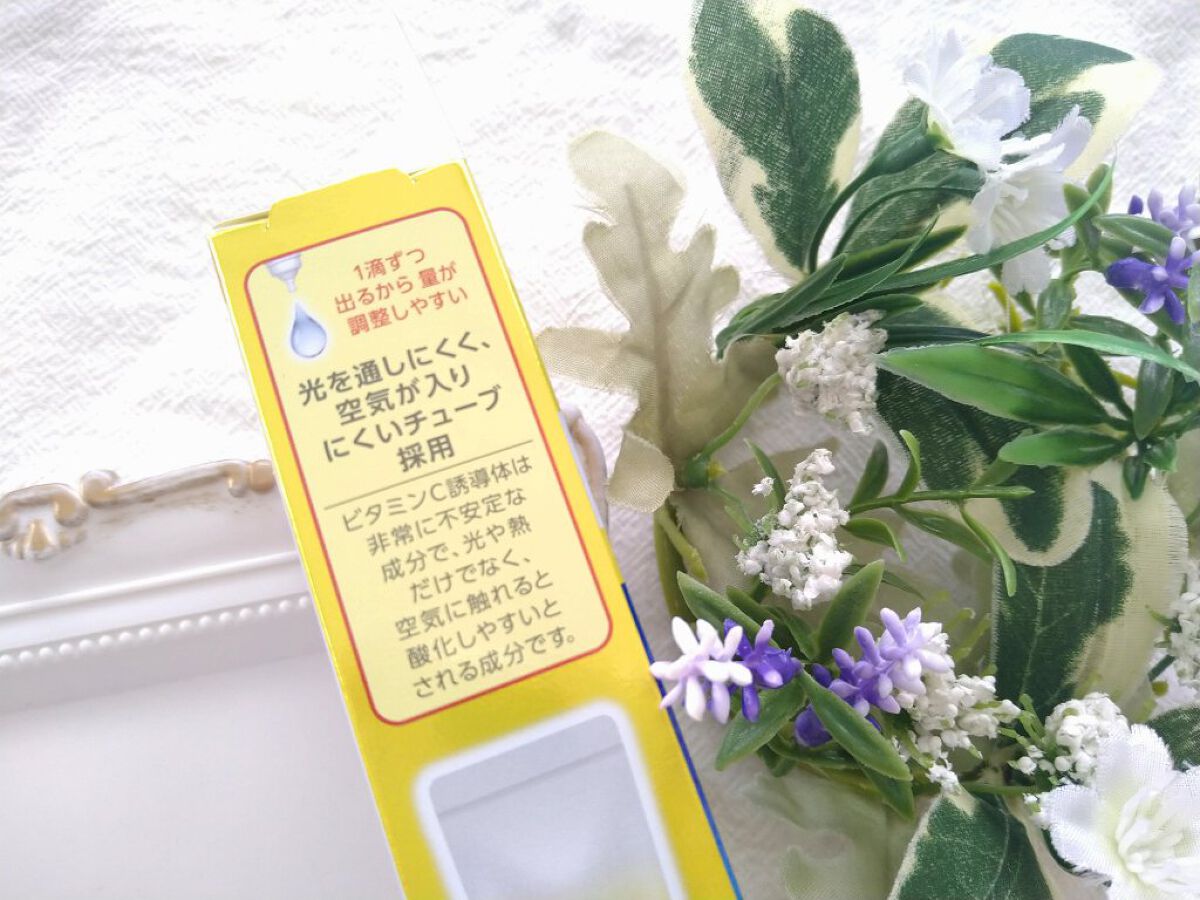 1滴ずつ
出るから 量が
調整しやすい
光を通しにくく、
空気が入り
にくいチューブ
採用
ビタミンC誘導体は
非常に不安定な
成分で、光や熱
だけでなく、
空気に触れると
酸化しやすいと
される成分です。